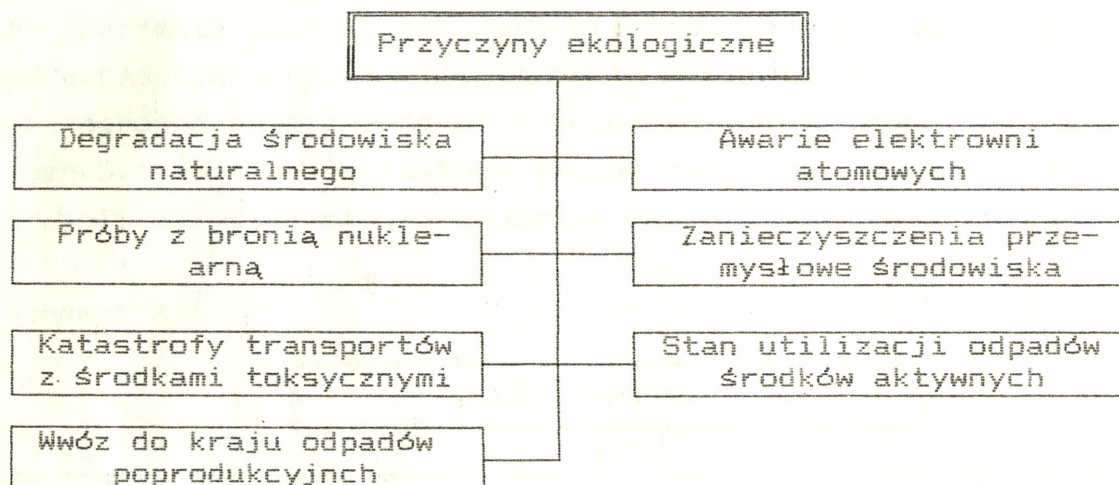 Przyczyny ekologiczne
Degradacja środowiska
naturalnego
Awarie elektrowni
atomowych
Próby z bronią nukle-
arną
Zanieczyszczenia prze-
mysłowe środowiska
Katastrofy transportów
z środkami toksycznymi
Stan utilizacji odpadów
środków aktywnych
Wwóz do kraju odpadów
poprodukcyjnch